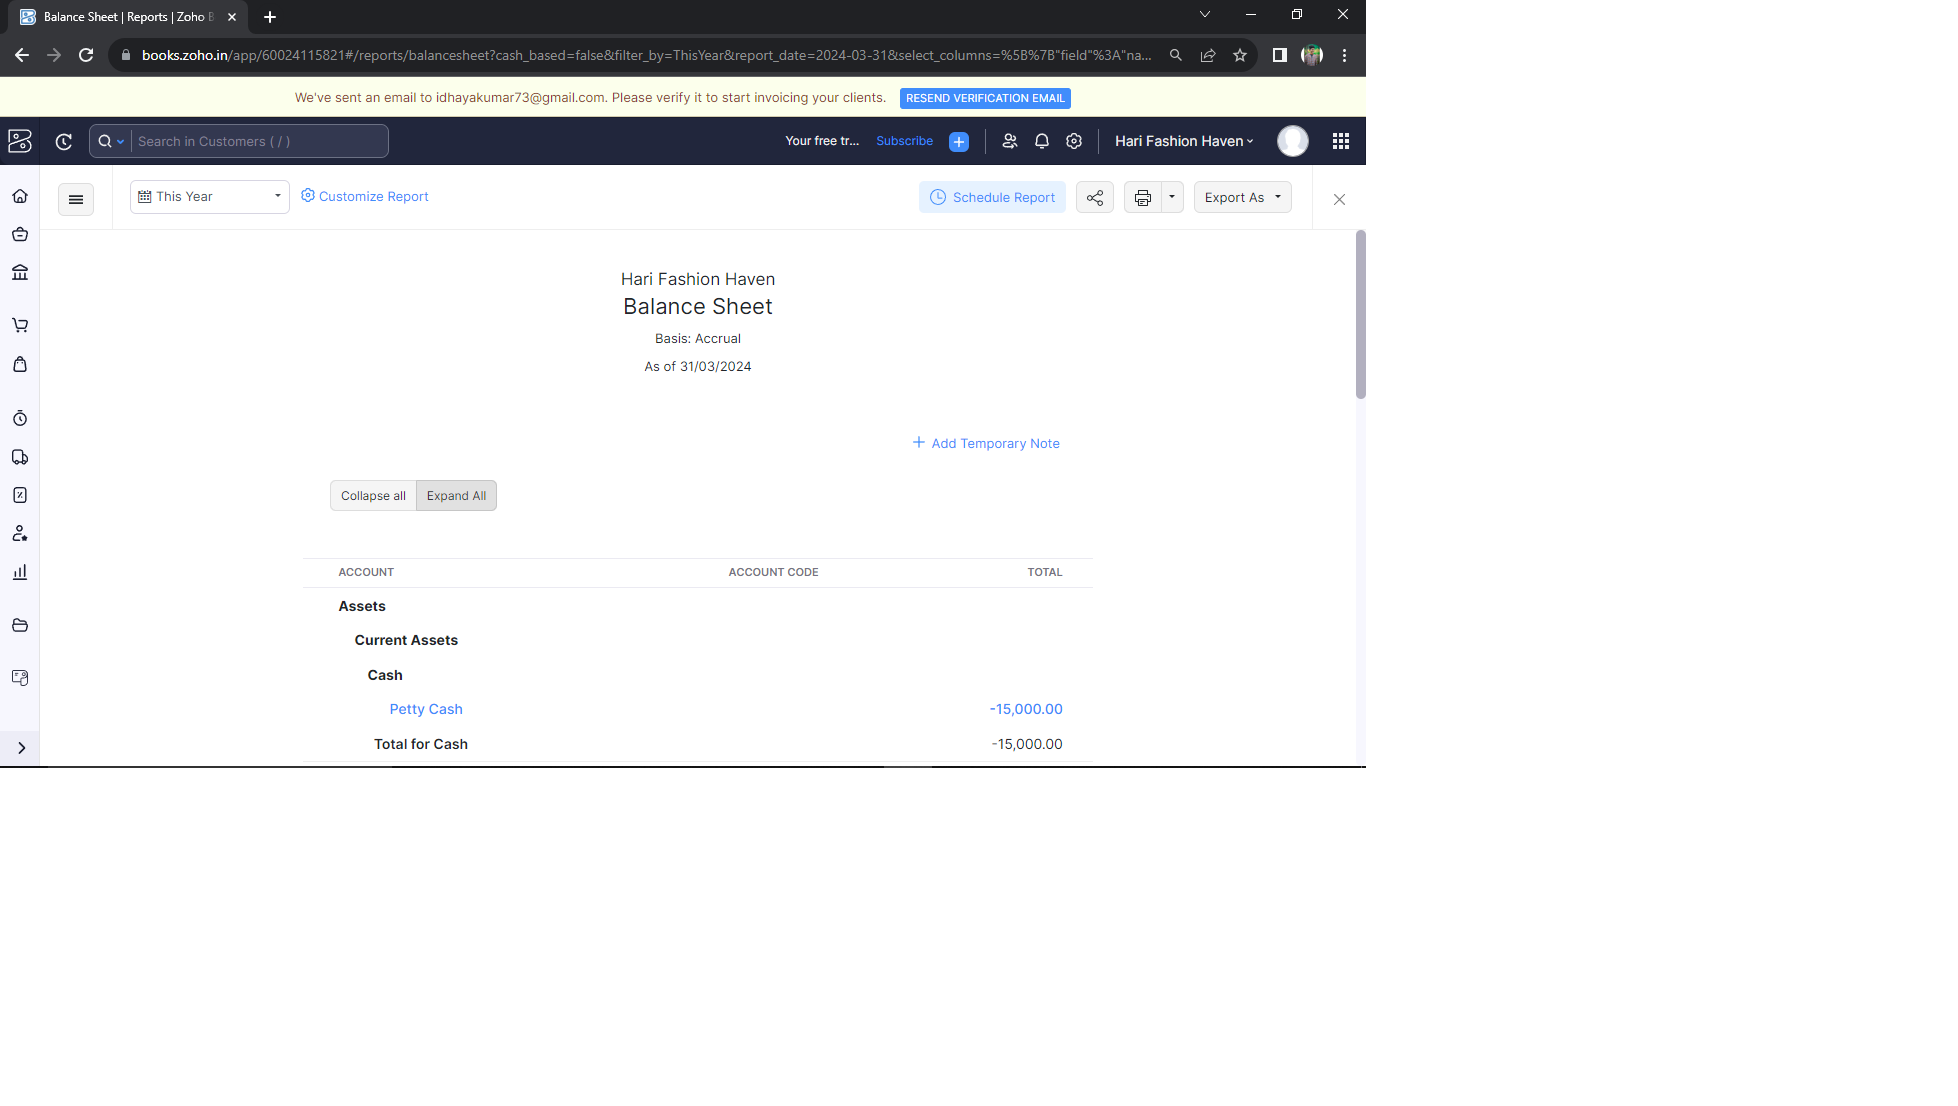 Balance Sheet | Reports | Zoho B
books.zoho.in/app/60024115821#/reports/balancesheet?cash_based=false&filter_by=ThisYear&report_date=2024-03-31&select_columns=%5B%7B"field"%3A"na...
We've sent an email to idhayakumar73@gmail.com. Please verify it to start invoicing your clients. RESEND VERIFICATION EMAIL
Search in Customers ( / ) Your free tr... Subscribe Hari Fashion Haven
This Year Customize Report Schedule Report Export As
Hari Fashion Haven
Balance Sheet
Basis: Accrual
As of 31/03/2024
+ Add Temporary Note
Collapse all Expand All
ACCOUNT ACCOUNT CODE TOTAL
Assets
Current Assets
Cash
Petty Cash -15,000.00
Total for Cash -15,000.00